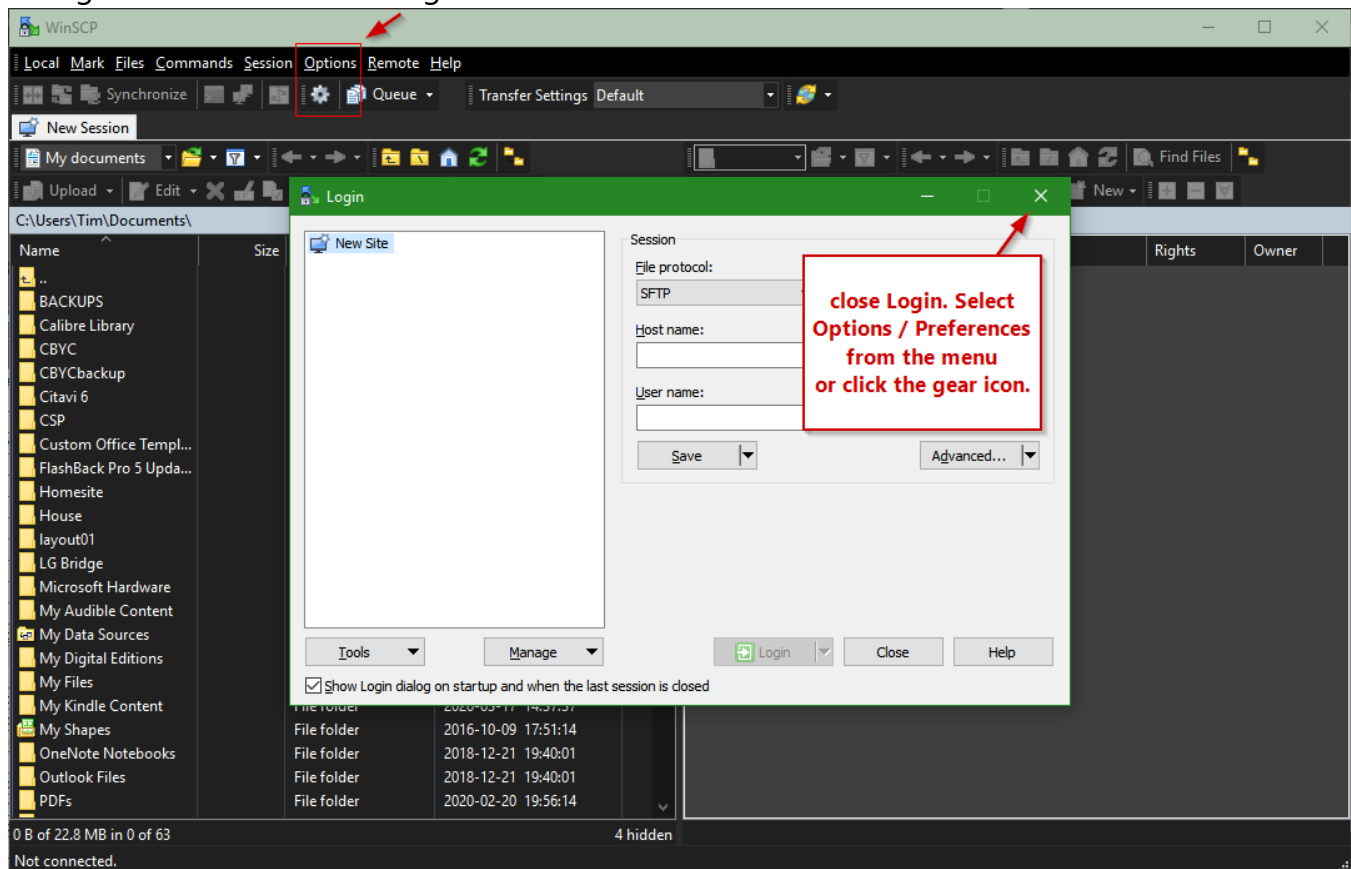 WinSCP
Local Mark Files Commands Session Options Remote Help
Synchronize Queue Transfer Settings Default
New Session
My documents Find Files
Upload Edit New
Login
C:\Users\Tim\Documents\
Name Size Rights Owner
New Site
Session
File protocol:
SFTP
Host name:
User name:
Save Advanced...
close Login. Select
Options / Preferences
from the menu
or click the gear icon.
..
BACKUPS
Calibre Library
CBYC
CBYCbackup
Citavi 6
CSP
Custom Office Templ...
FlashBack Pro 5 Upda...
Homesite
House
layout01
LG Bridge
Microsoft Hardware
My Audible Content
My Data Sources
My Digital Editions
My Files
My Kindle Content
My Shapes File folder 2016-10-09 17:51:14
OneNote Notebooks File folder 2018-12-21 19:40:01
Outlook Files File folder 2018-12-21 19:40:01
PDFs File folder 2020-02-20 19:56:14
Tools Manage Login Close Help
Show Login dialog on startup and when the last session is closed
0 B of 22.8 MB in 0 of 63 4 hidden
Not connected.